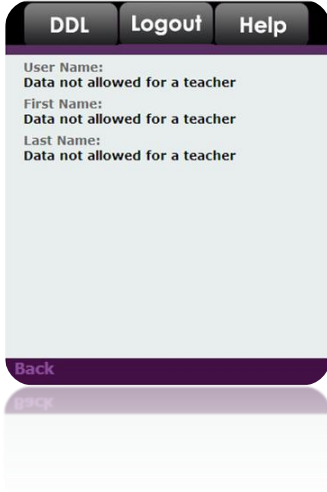 DDL Logout Help
User Name:
Data not allowed for a teacher
First Name:
Data not allowed for a teacher
Last Name:
Data not allowed for a teacher
Back